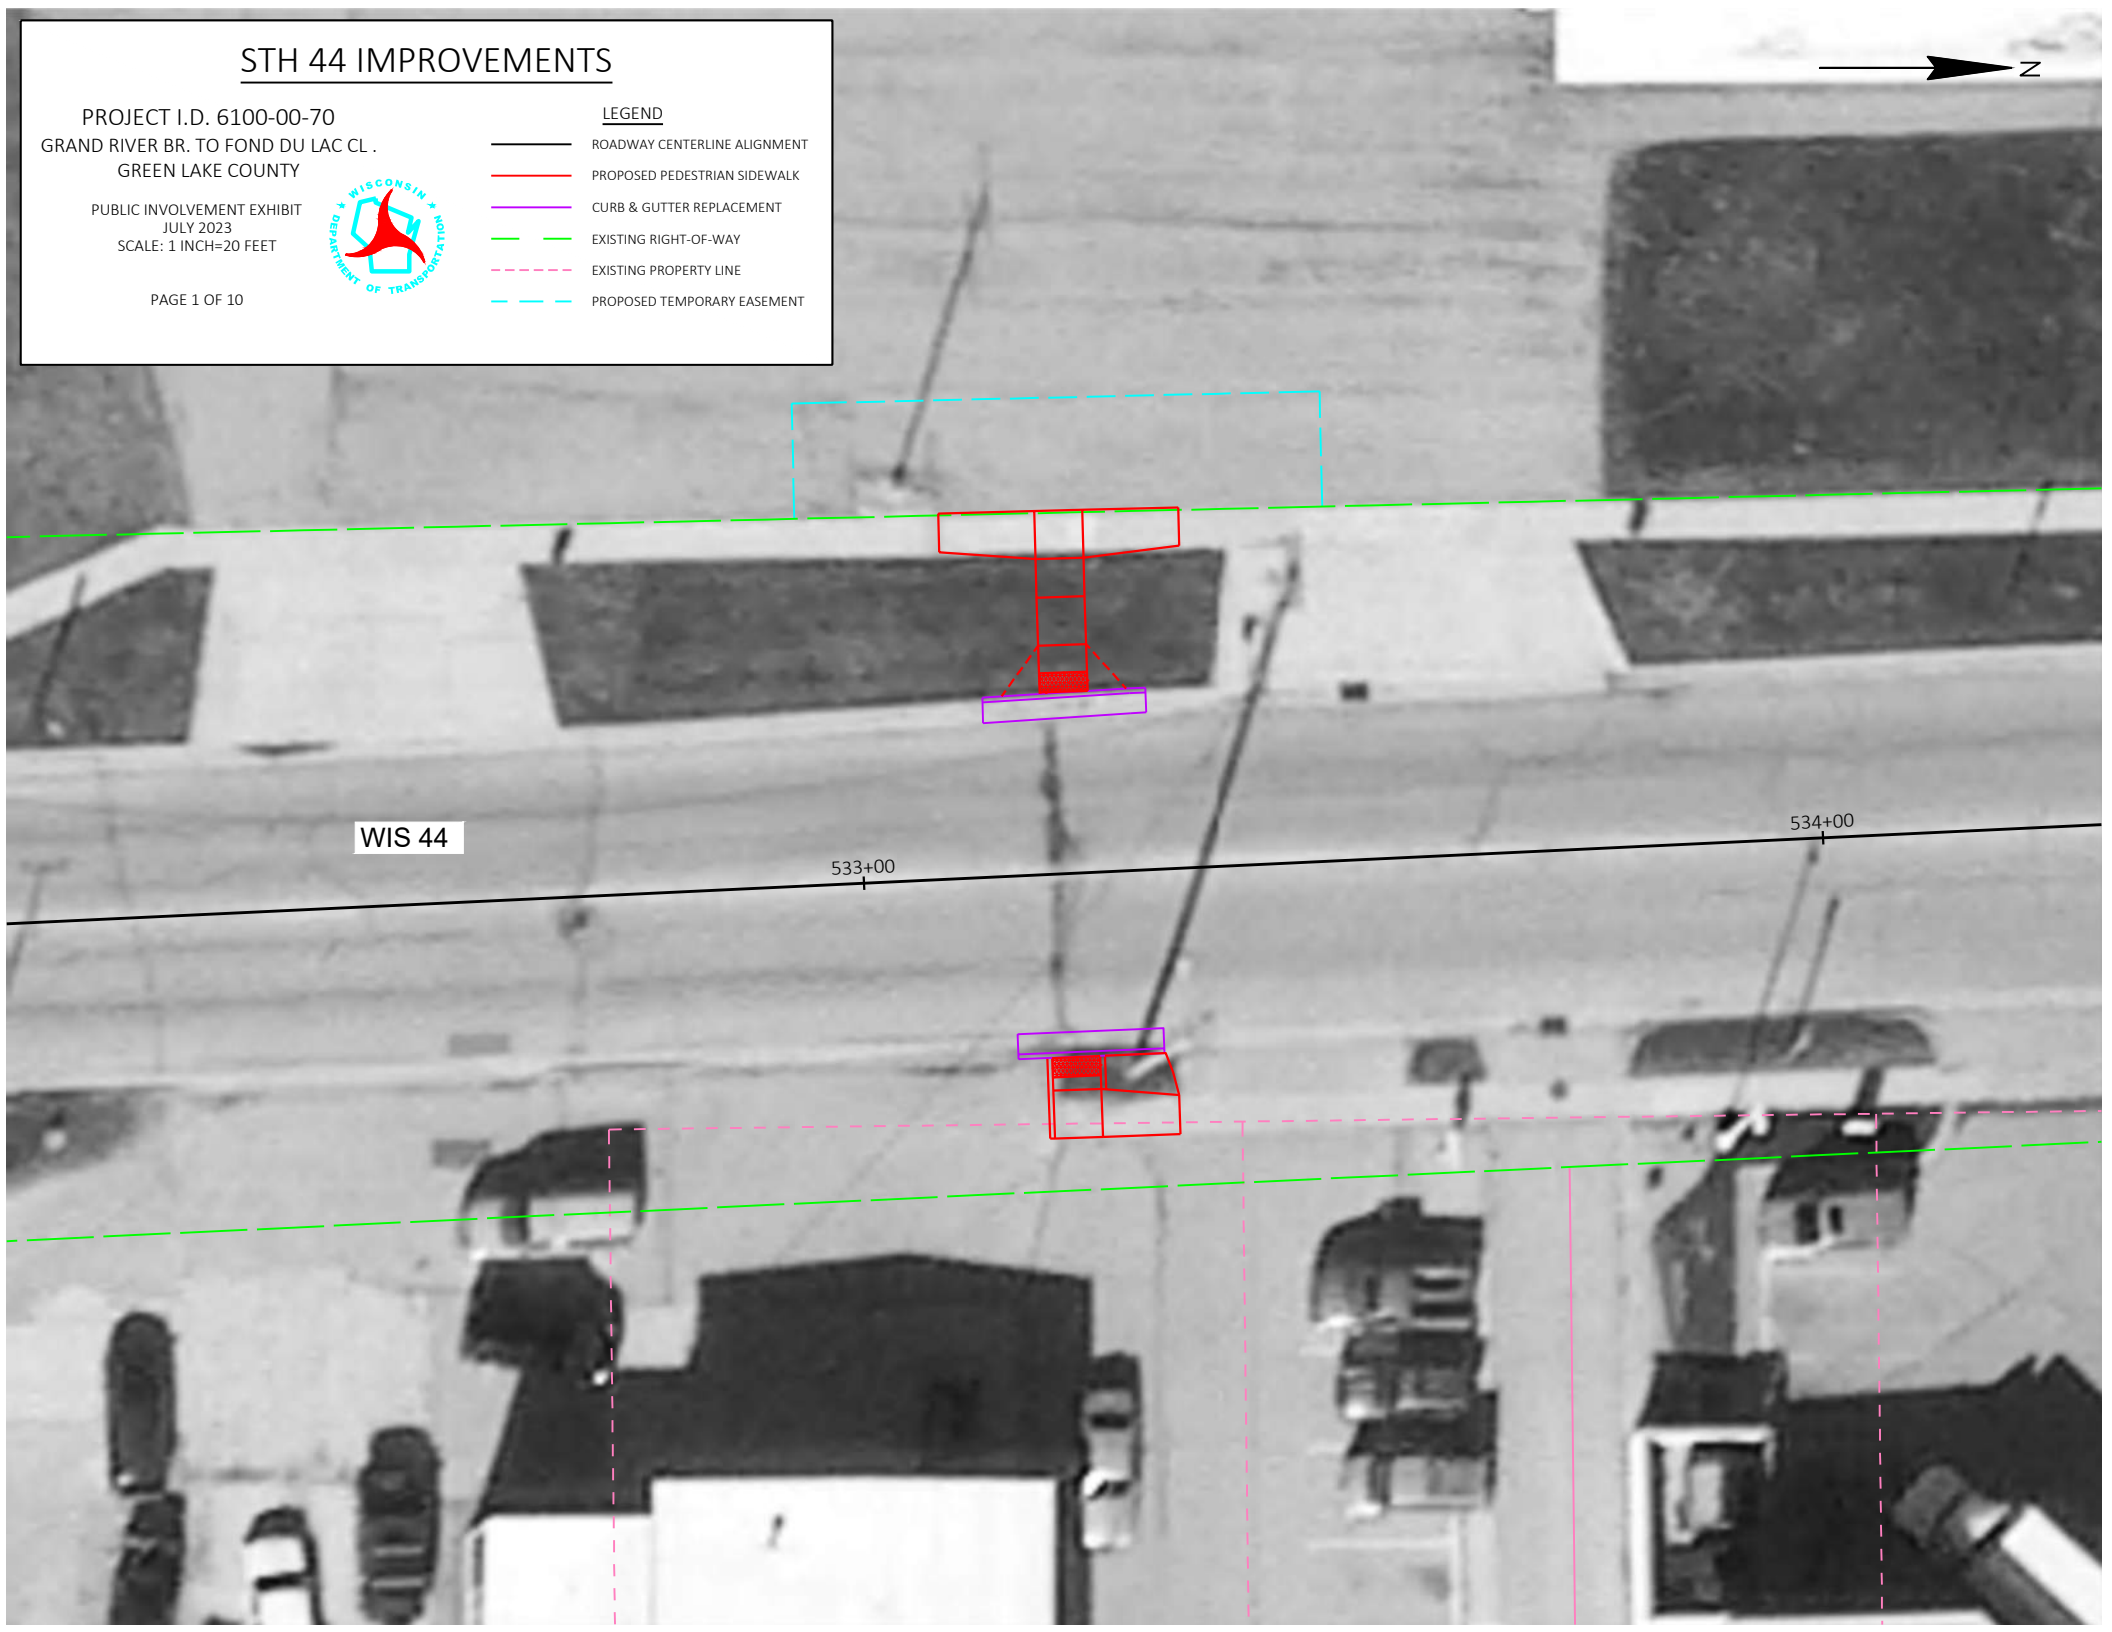 STH 44 IMPROVEMENTS
PROJECT I.D. 6100-00-70
GRAND RIVER BR. TO FOND DU LAC CL .
GREEN LAKE COUNTY
PUBLIC INVOLVEMENT EXHIBIT
JULY 2023
SCALE: 1 INCH=20 FEET
PAGE 1 OF 10
WISCONSIN
DEPARTMENT OF TRANSPORTATION
LEGEND
ROADWAY CENTERLINE ALIGNMENT
PROPOSED PEDESTRIAN SIDEWALK
CURB & GUTTER REPLACEMENT
EXISTING RIGHT-OF-WAY
EXISTING PROPERTY LINE
PROPOSED TEMPORARY EASEMENT
N
WIS 44
533+00
534+00